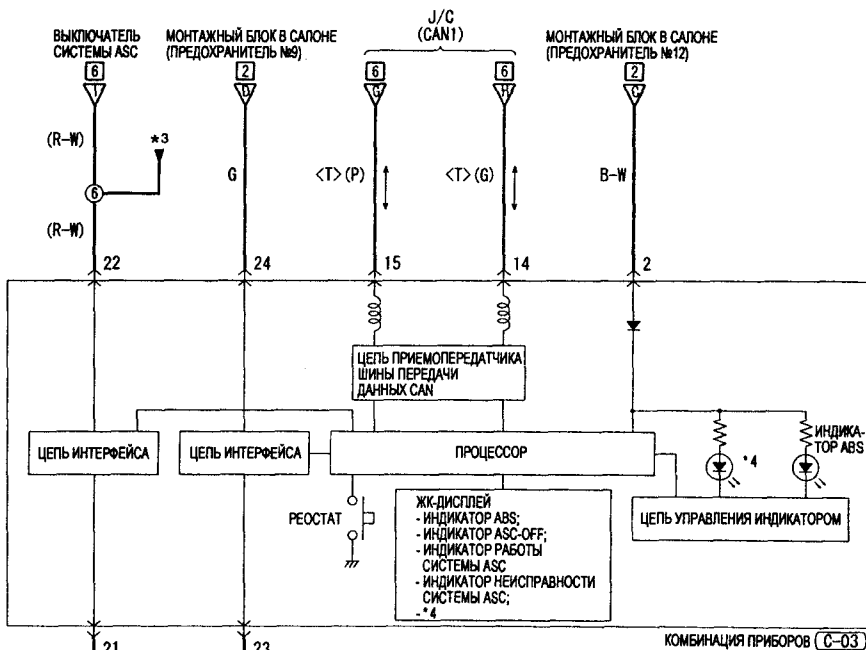 J/C
(CAN1)
ВЫКЛЮЧАТЕЛЬ
СИСТЕМЫ ASC
МОНТАЖНЫЙ БЛОК В САЛОНЕ
(ПРЕДОХРАНИТЕЛЬ №9)
МОНТАЖНЫЙ БЛОК В САЛОНЕ
(ПРЕДОХРАНИТЕЛЬ №12)
6
2
6
6
2
I
D
G
H
C
(R-W)
*3
G
<T>(P)
<T>(G)
B-W
6
(R-W)
22
24
15
14
2
ЦЕПЬ ПРИЕМОПЕРЕДАТЧИКА
ШИНЫ ПЕРЕДАЧИ
ДАННЫХ CAN
ЦЕПЬ ИНТЕРФЕЙСА
ЦЕПЬ ИНТЕРФЕЙСА
ПРОЦЕССОР
*4
ИНДИКА-
ТОР ABS
РЕОСТАТ
ЖК-ДИСПЛЕЙ
- ИНДИКАТОР ABS;
- ИНДИКАТОР ASC-OFF;
- ИНДИКАТОР РАБОТЫ
СИСТЕМЫ ASC
- ИНДИКАТОР НЕИСПРАВНОСТИ
СИСТЕМЫ ASC;
- *4
ЦЕПЬ УПРАВЛЕНИЯ ИНДИКАТОРОМ
21
23
КОМБИНАЦИЯ ПРИБОРОВ C-03